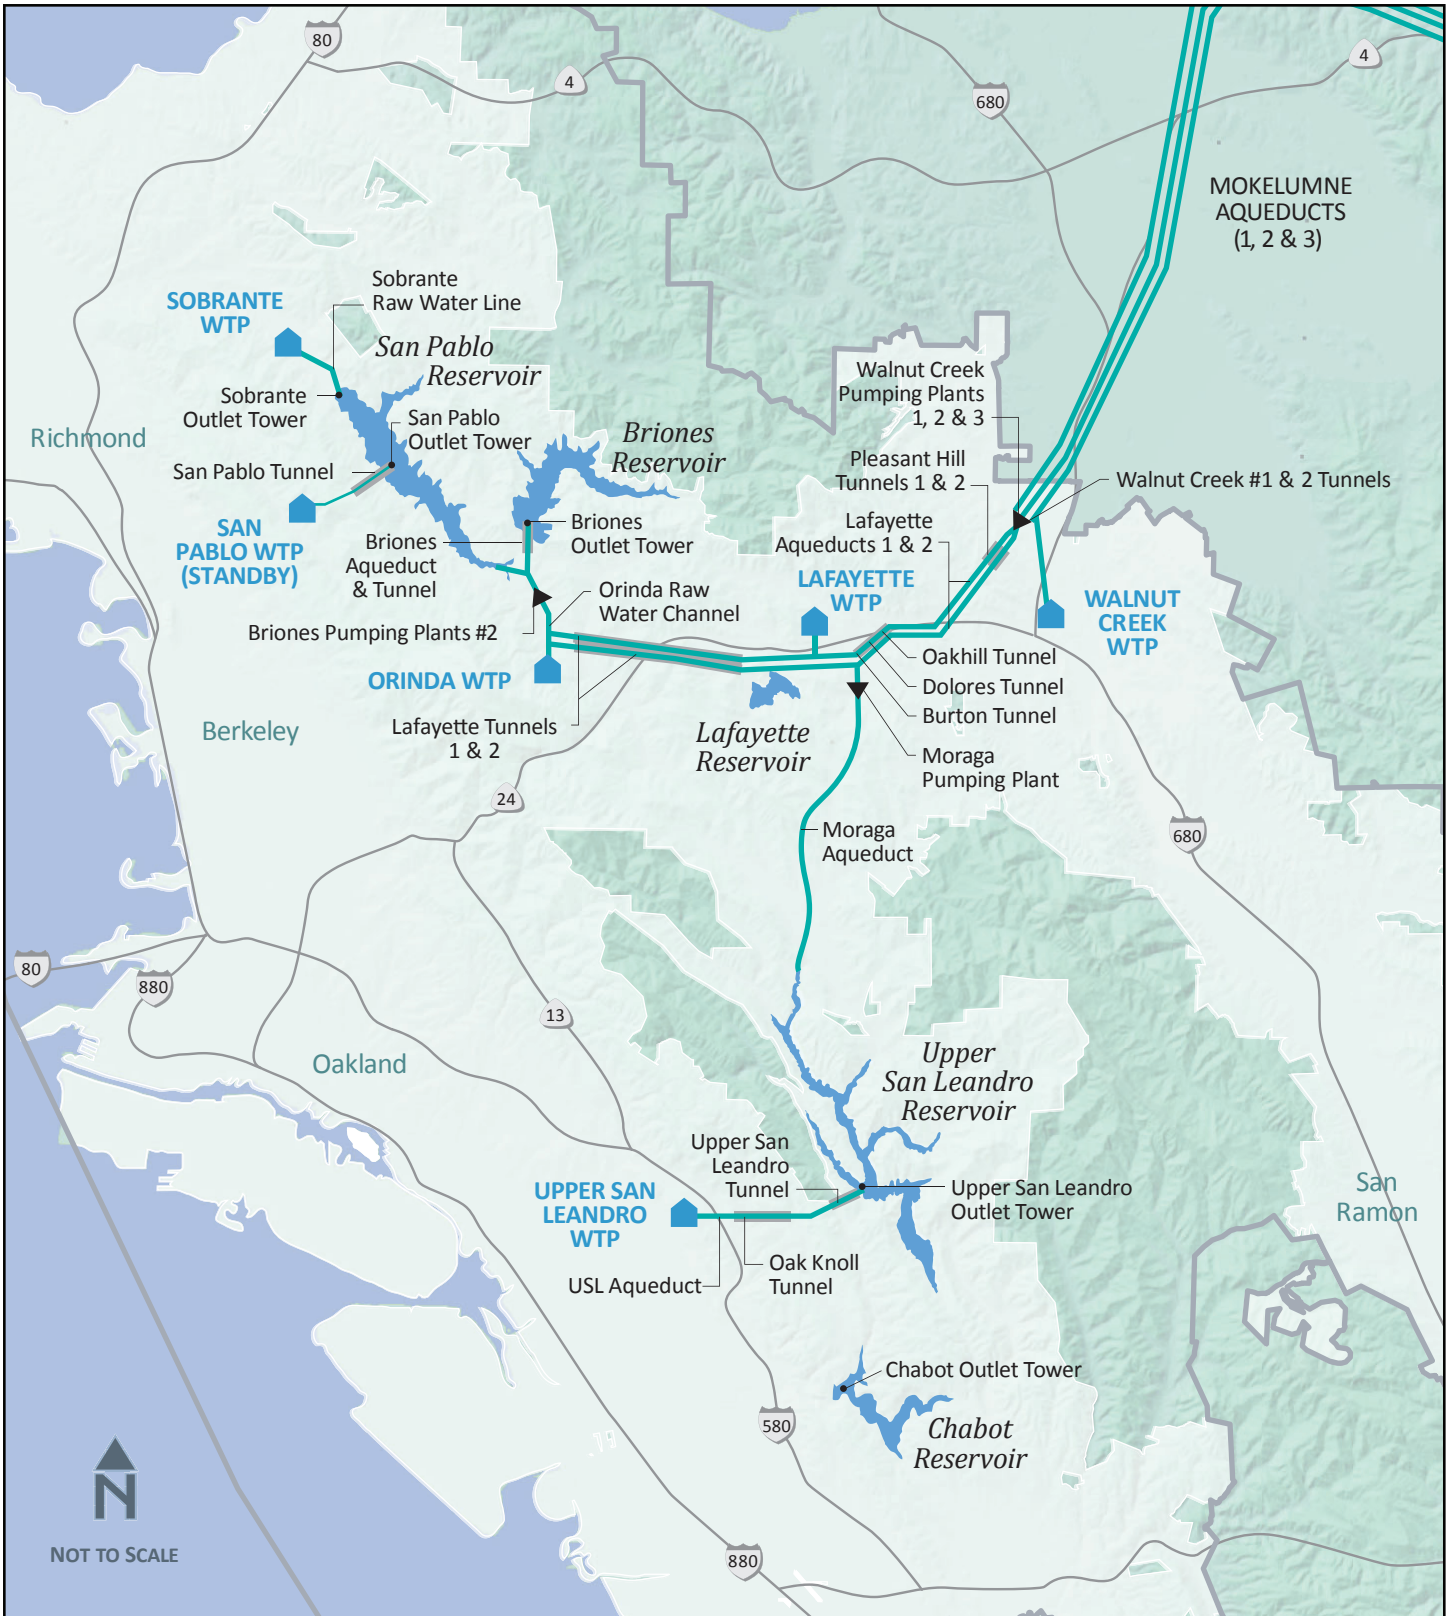 80
4
4
680
MOKELUMNE
AQUEDUCTS
(1, 2 & 3)
Sobrante
Raw Water Line
SOBRANTE
WTP
San Pablo
Reservoir
Walnut Creek
Pumping Plants
1, 2 & 3
Sobrante
Outlet Tower
San Pablo
Outlet Tower
Richmond
Briones
Reservoir
San Pablo Tunnel
Pleasant Hill
Tunnels 1 & 2
Walnut Creek #1 & 2 Tunnels
SAN
PABLO WTP
(STANDBY)
Briones
Outlet Tower
Lafayette
Aqueducts 1 & 2
Briones
Aqueduct
& Tunnel
LAFAYETTE
WTP
WALNUT
CREEK
WTP
Orinda Raw
Water Channel
Briones Pumping Plants #2
ORINDA WTP
Oakhill Tunnel
Dolores Tunnel
Burton Tunnel
Berkeley
Lafayette Tunnels
1 & 2
Lafayette
Reservoir
Moraga
Pumping Plant
24
680
Moraga
Aqueduct
80
880
13
Oakland
Upper
San Leandro
Reservoir
Upper San
Leandro
Tunnel
UPPER SAN
LEANDRO
WTP
Upper San Leandro
Outlet Tower
San
Ramon
USL Aqueduct
Oak Knoll
Tunnel
Chabot Outlet Tower
580
Chabot
Reservoir
N
NOT TO SCALE
880